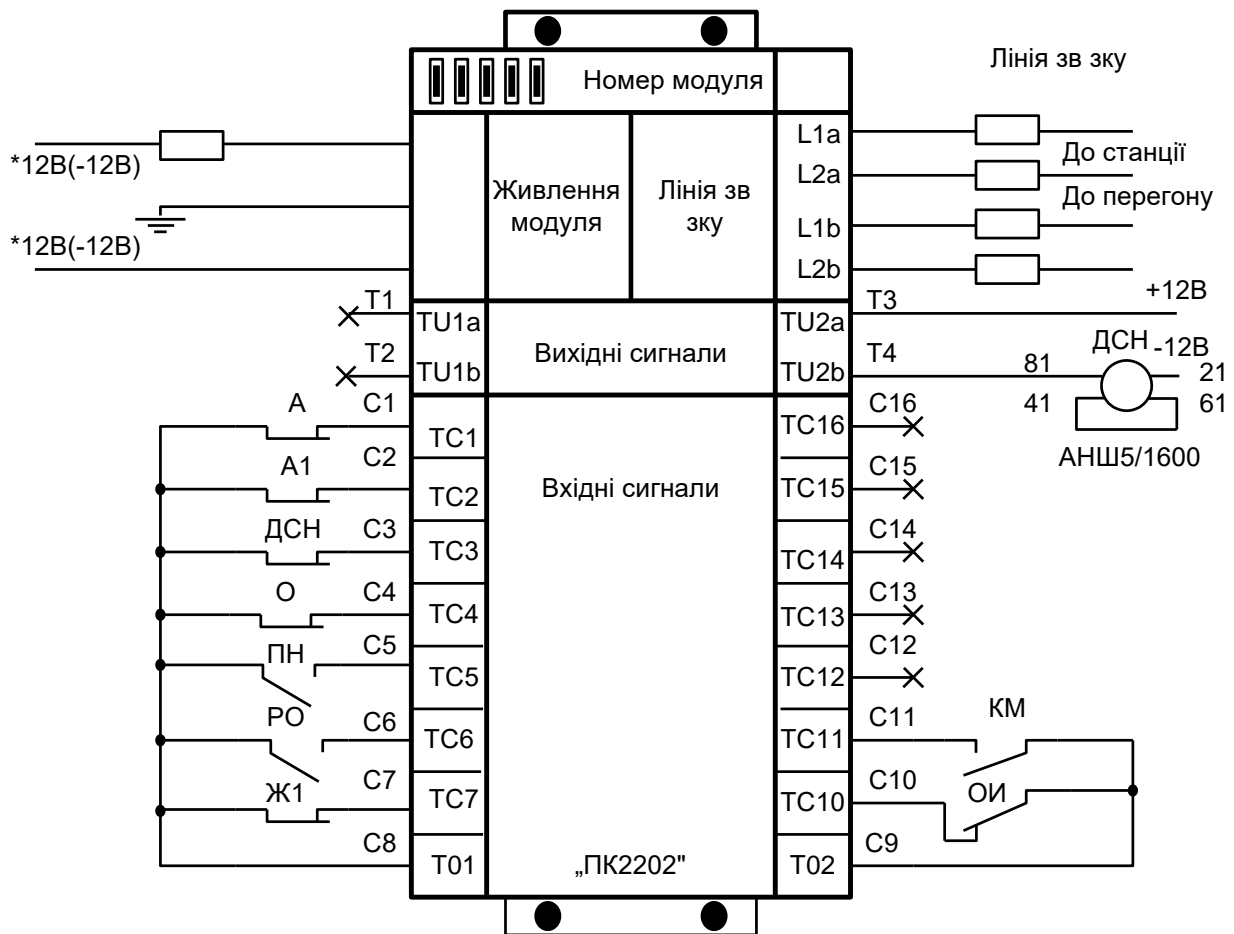 Номер модуля
Лінія зв зку
*12В(-12В)
*12В(-12В)
Живлення
модуля
Лінія зв
зку
L1a
L2a
L1b
L2b
До станції
До перегону
T1
TU1a
T2
TU1b
Вихідні сигнали
TU2a
T3
+12В
TU2b
T4
81
41
ДСН
-12В
21
61
АНШ5/1600
А
C1
TC1
А1
C2
TC2
ДСН
C3
TC3
О
C4
TC4
ПН
C5
TC5
РО
C6
TC6
Ж1
C7
TC7
C8
T01
Вхідні сигнали
„ПК2202"
TC16
C16
TC15
C15
TC14
C14
TC13
C13
TC12
C12
TC11
C11
КМ
TC10
C10
ОИ
T02
C9